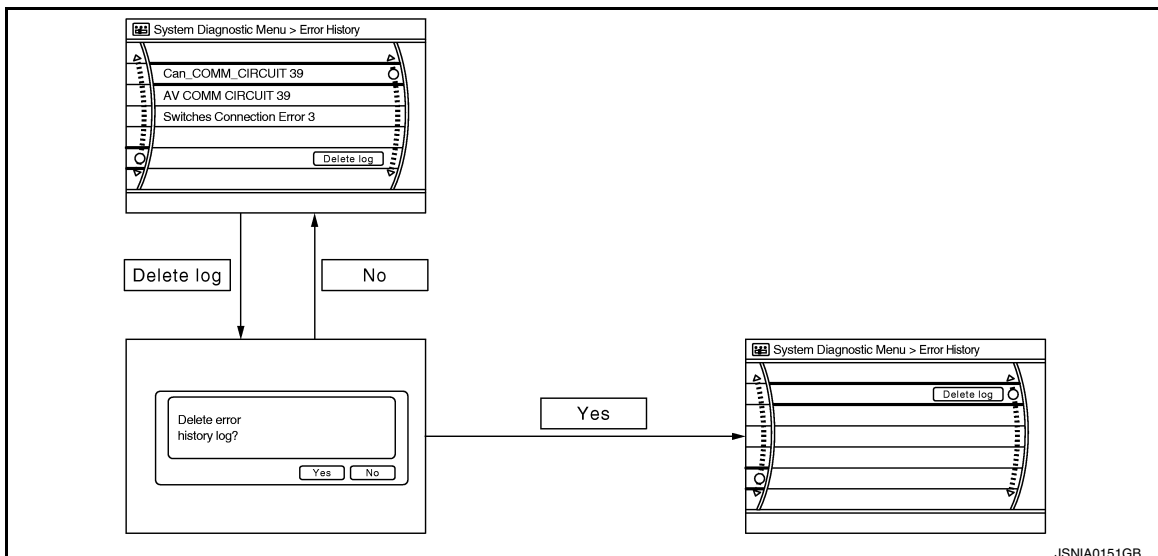 System Diagnostic Menu > Error History
Can_COMM_CIRCUIT 39
AV COMM CIRCUIT 39
Switches Connection Error 3
Delete log
Delete log
No
Delete error
history log?
Yes No
Yes
System Diagnostic Menu > Error History
Delete log
JSNIA0151GB